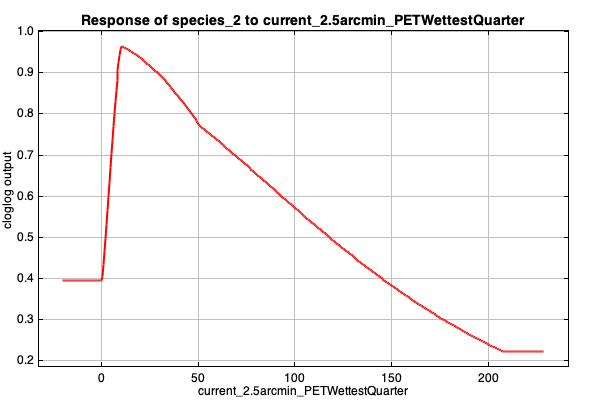 Response of species_2 to current_2.5arcmin_PETWettestQuarter
1.0
0.9
0.8
0.7
0.6
0.5
0.4
0.3
0.2
cloglog output
0 50 100 150 200
current_2.5arcmin_PETWettestQuarter